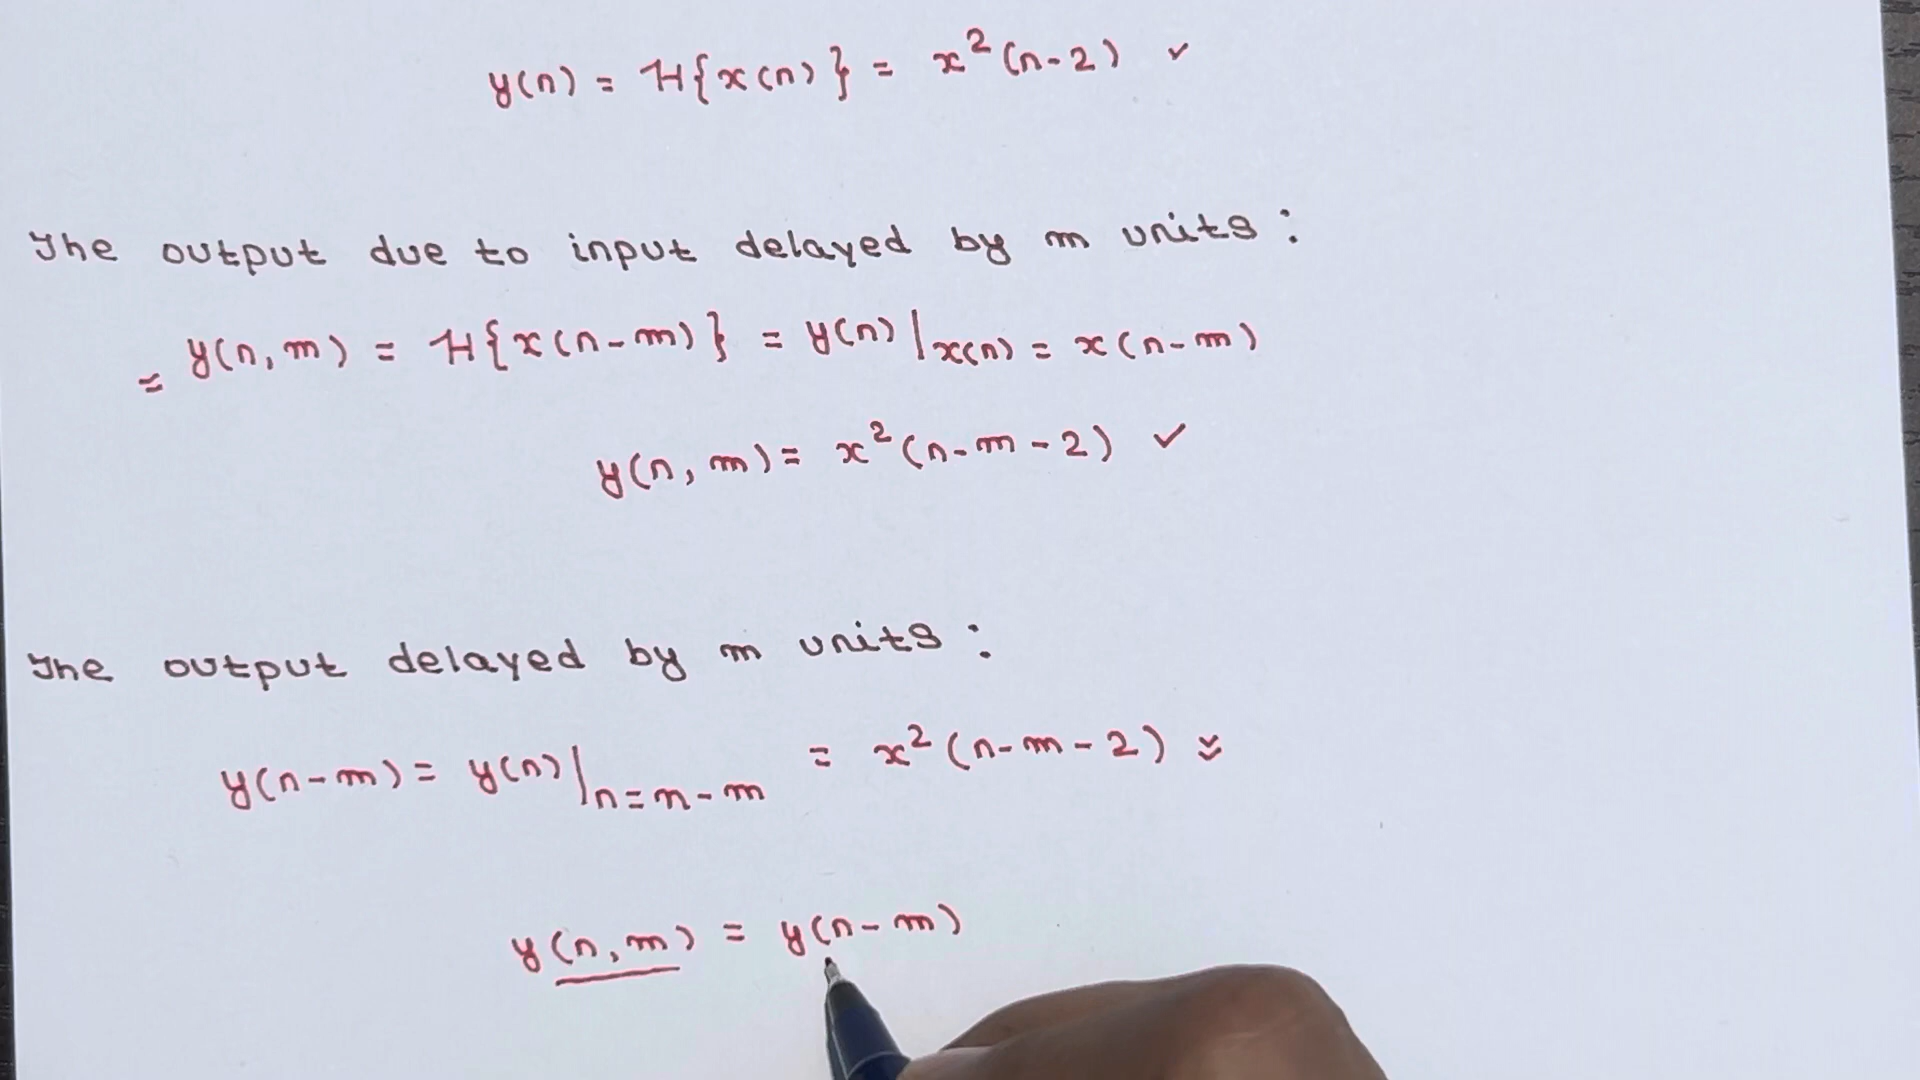 y(n) = H{x(n)} = x²(n-2) ✓
The output due to input delayed by m units :
= y(n, m) = H{x(n-m)} = y(n)|x(n) = x(n-m)
y(n, m) = x²(n-m-2) ✓
The output delayed by m units :
y(n-m) = y(n)|n=n-m = x²(n-m-2)
y(n, m) = y(n-m)